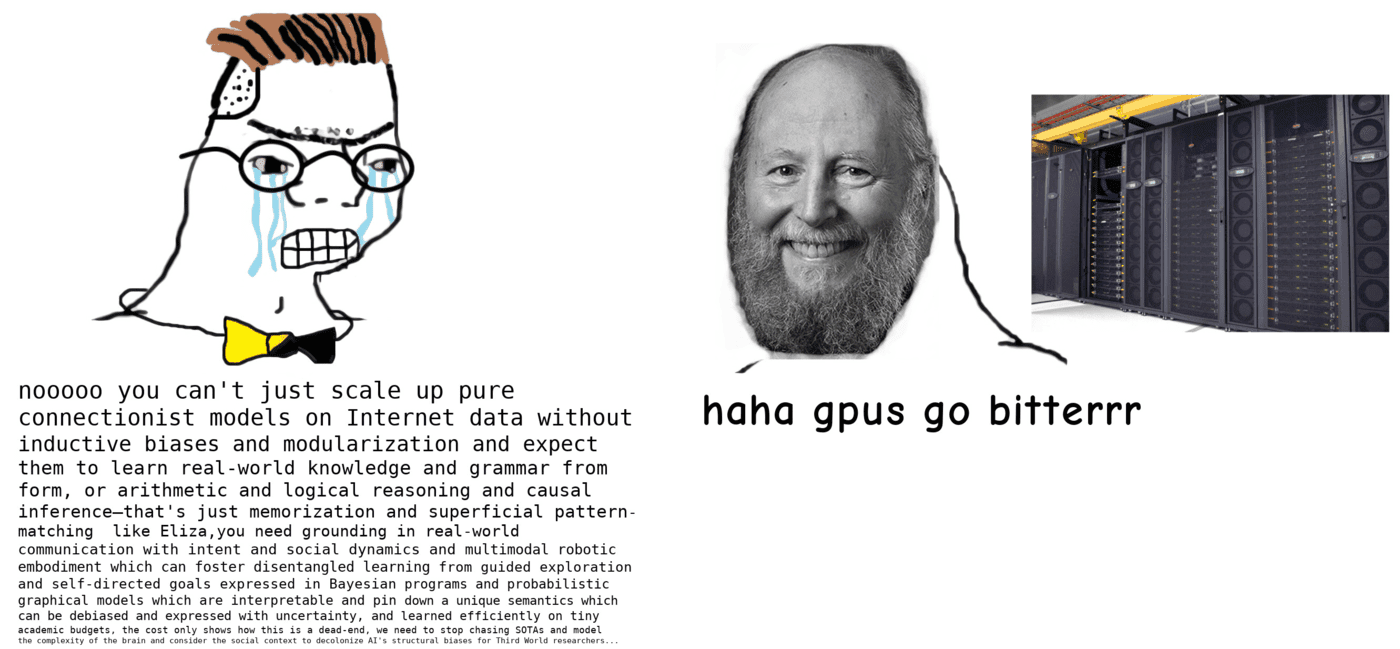 nooooo you can't just scale up pure
connectionist models on Internet data without
inductive biases and modularization and expect
them to learn real-world knowledge and grammar from
form, or arithmetic and logical reasoning and causal
inference—that's just memorization and superficial pattern-
matching  like Eliza,you need grounding in real-world
communication with intent and social dynamics and multimodal robotic
embodiment which can foster disentangled learning from guided exploration
and self-directed goals expressed in Bayesian programs and probabilistic
graphical models which are interpretable and pin down a unique semantics which
can be debiased and expressed with uncertainty, and learned efficiently on tiny
academic budgets, the cost only shows how this is a dead-end, we need to stop chasing SOTAs and model
the complexity of the brain and consider the social context to decolonize AI's structural biases for Third World researchers...
haha gpus go bitterrr